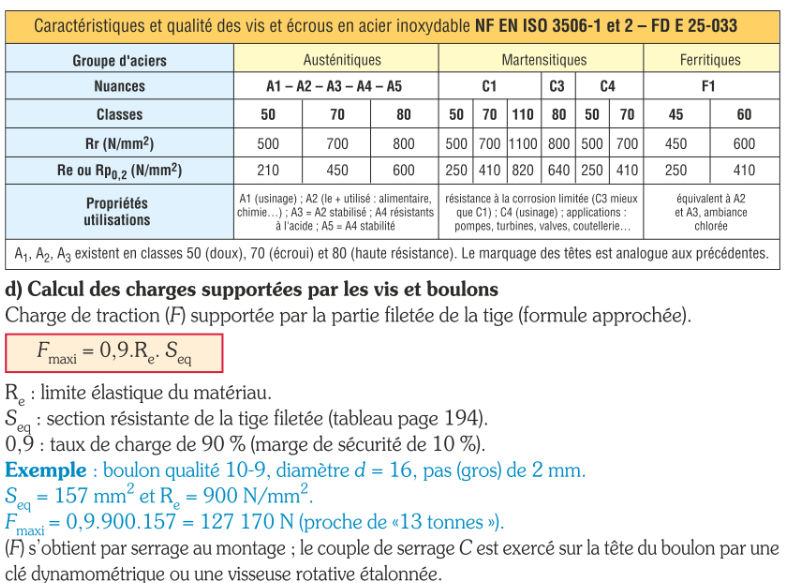 Caractéristiques et qualité des vis et écrous en acier inoxydable NF EN ISO 3506-1 et 2 – FD E 25-033
Groupe d'aciers Austénitiques Martensitiques Ferritiques
Nuances A1 – A2 – A3 – A4 – A5 C1 C3 C4 F1
Classes 50 70 80 50 70 110 80 50 70 45 60
Rr (N/mm²) 500 700 800 500 700 1100 800 500 700 450 600
Re ou Rp0,2 (N/mm²) 210 450 600 250 410 820 640 250 410 250 410
Propriétés utilisations
A1 (usinage) ; A2 (le + utilisé : alimentaire,
chimie…) ; A3 = A2 stabilisé ; A4 résistants
à l'acide ; A5 = A4 stabilité
résistance à la corrosion limitée (C3 mieux
que C1) ; C4 (usinage) ; applications :
pompes, turbines, valves, coutellerie…
équivalent à A2
et A3, ambiance
chlorée
A1, A2, A3 existent en classes 50 (doux), 70 (écroui) et 80 (haute résistance). Le marquage des têtes est analogue aux précédentes.
d) Calcul des charges supportées par les vis et boulons
Charge de traction (F) supportée par la partie filetée de la tige (formule approchée).
Fmaxi = 0,9.Re. Seq
Re : limite élastique du matériau.
Seq : section résistante de la tige filetée (tableau page 194).
0,9 : taux de charge de 90 % (marge de sécurité de 10 %).
Exemple : boulon qualité 10-9, diamètre d = 16, pas (gros) de 2 mm.
Seq = 157 mm² et Re = 900 N/mm².
Fmaxi = 0,9.900.157 = 127 170 N (proche de «13 tonnes »).
(F) s'obtient par serrage au montage ; le couple de serrage C est exercé sur la tête du boulon par une
clé dynamométrique ou une visseuse rotative étalonnée.